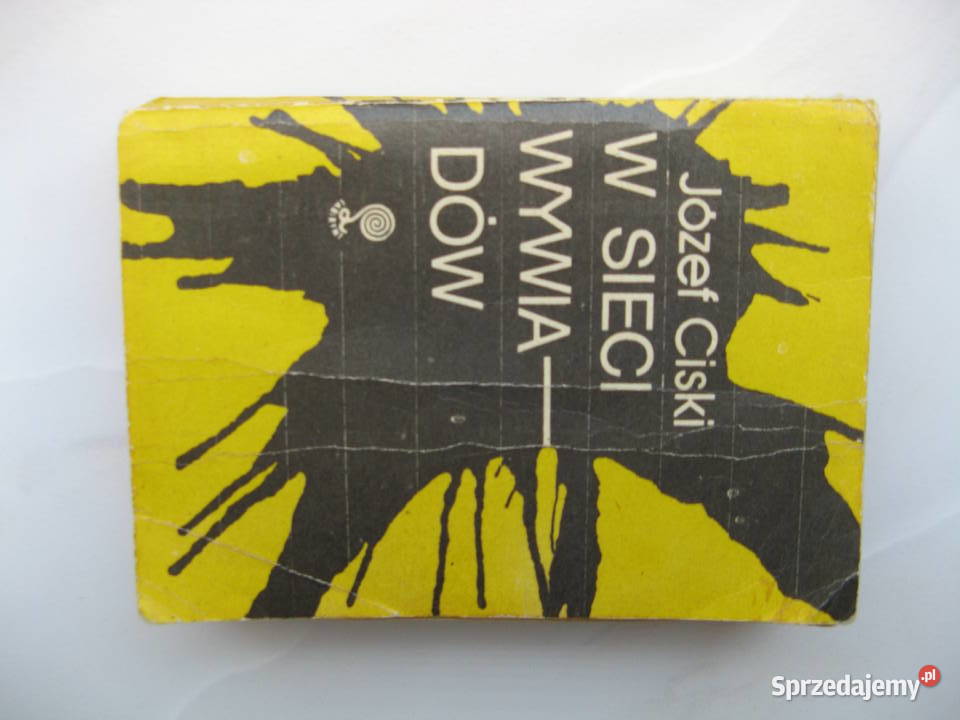 Józef Ciski
W SIECI
WYWIA—
DÓW
Sprzedajemy.pl